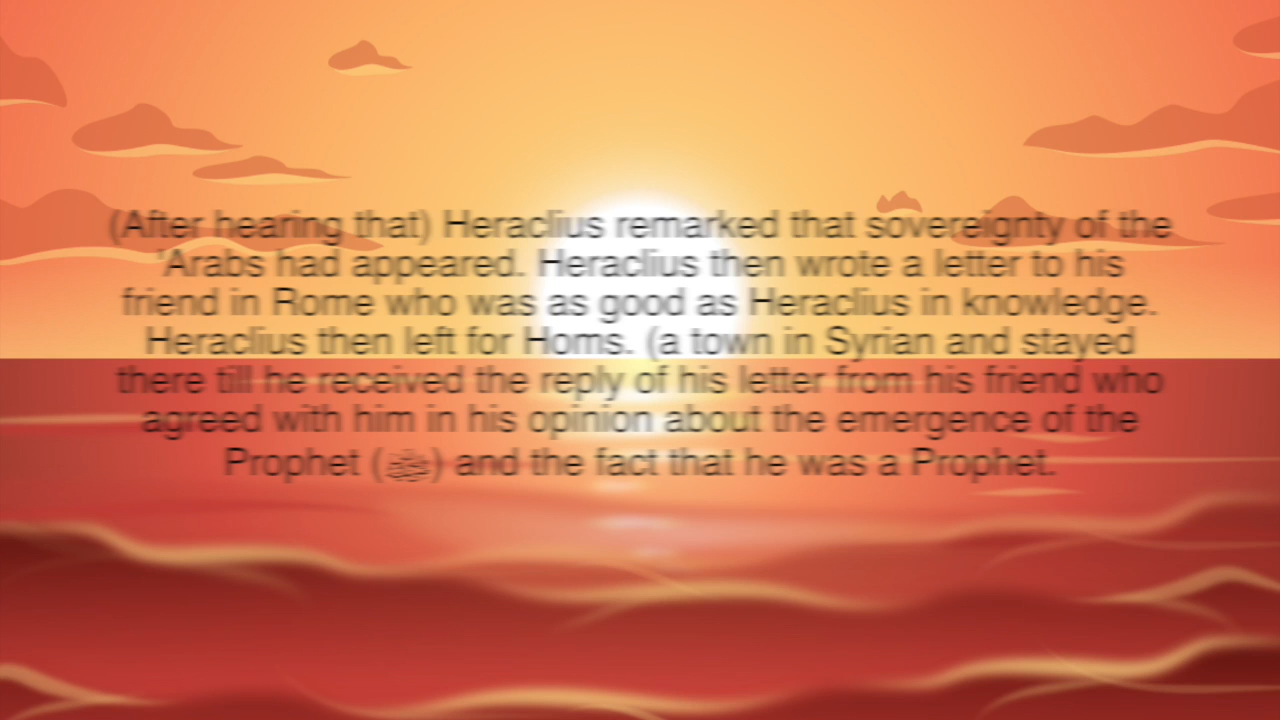 (After hearing that) Heraclius remarked that sovereignty of the
'Arabs had appeared. Heraclius then wrote a letter to his
friend in Rome who was as good as Heraclius in knowledge.
Heraclius then left for Homs. (a town in Syrian and stayed
there till he received the reply of his letter from his friend who
agreed with him in his opinion about the emergence of the
Prophet (ﷺ) and the fact that he was a Prophet.